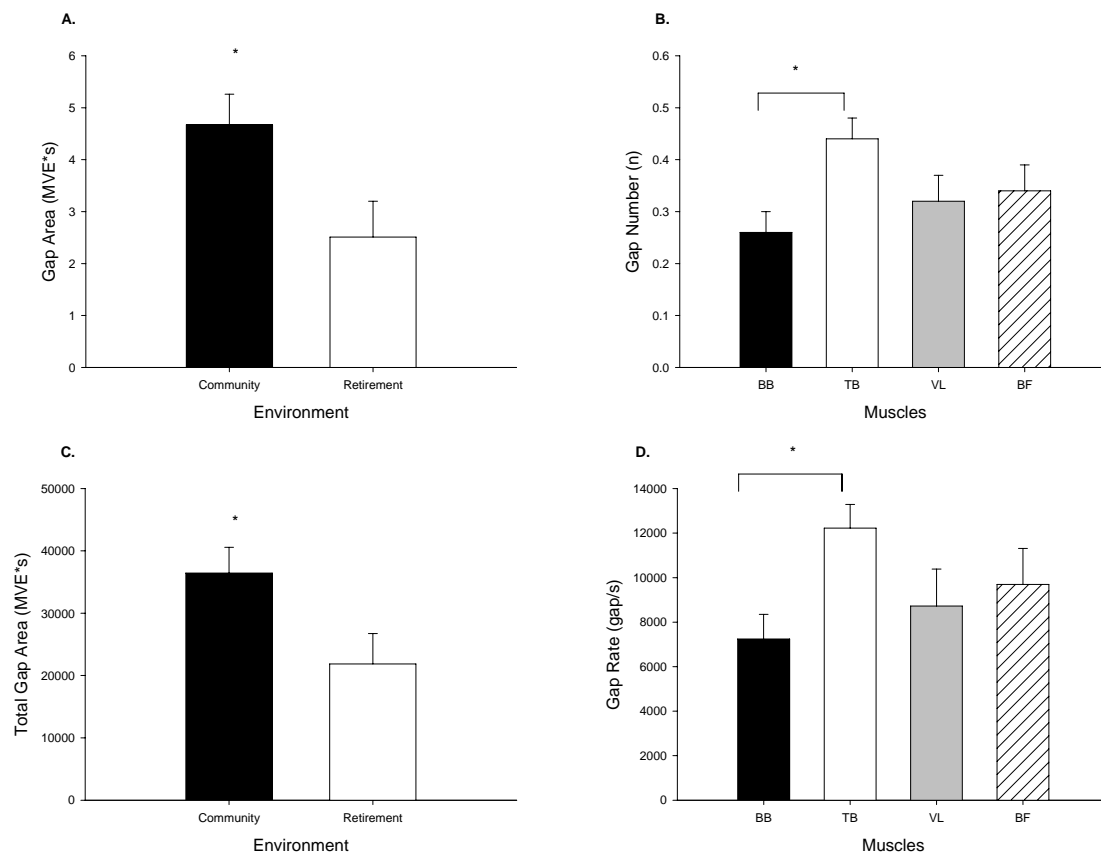 A.
Gap Area (MVE*s)
6
5
4
3
2
1
0
*
Community
Retirement
Environment
B.
Gap Number (n)
0.6
0.5
0.4
0.3
0.2
0.1
0.0
*
BB
TB
VL
BF
Muscles
C.
Total Gap Area (MVE*s)
50000
40000
30000
20000
10000
0
*
Community
Retirement
Environment
D.
Gap Rate (gap/s)
14000
12000
10000
8000
6000
4000
2000
0
*
BB
TB
VL
BF
Muscles